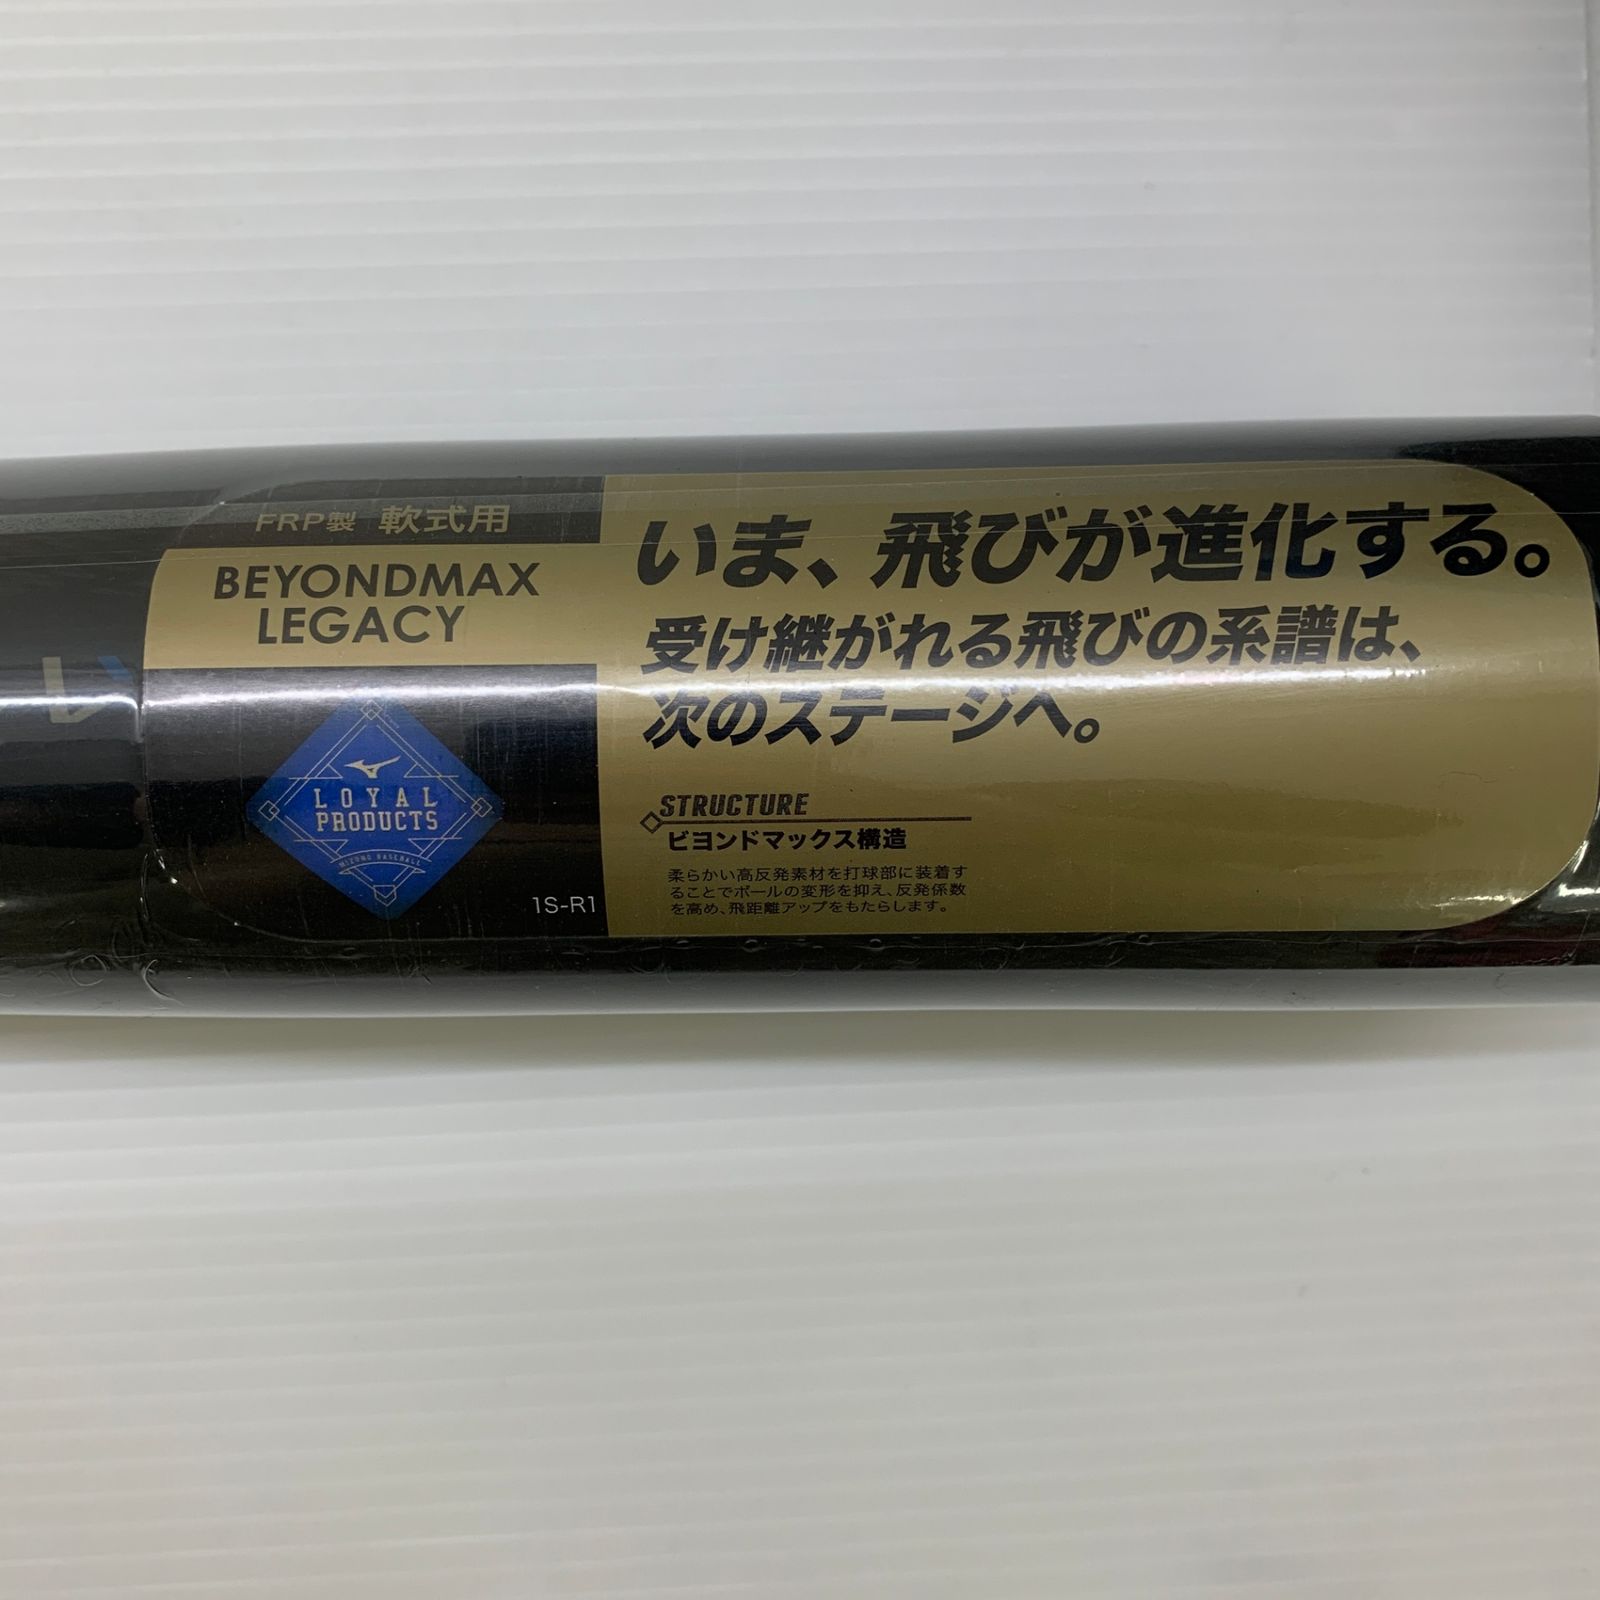 FRP製 軟式用
BEYONDMAX
LEGACY
LOYAL
PRODUCTS
MIZUNO BASEBALL
1S-R1
いま、飛びが進化する。
受け継がれる飛びの系譜は、
次のステージへ。
STRUCTURE
ビヨンドマックス構造
柔らかい高反発素材を打球部に装着す
ることでボールの変形を抑え、反発係数
を高め、飛距離アップをもたらします。